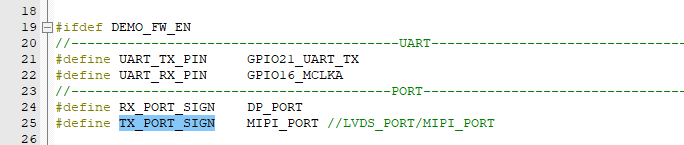 18
19 #ifdef DEMO_FW_EN
20 //-----------------------------------------UART-------------------------------
21 #define UART_TX_PIN     GPIO21_UART_TX
22 #define UART_RX_PIN     GPIO16_MCLKA
23 //----------------------------------------PORT--------------------------------
24 #define RX_PORT_SIGN    DP_PORT
25 #define TX_PORT_SIGN    MIPI_PORT //LVDS_PORT/MIPI_PORT
26